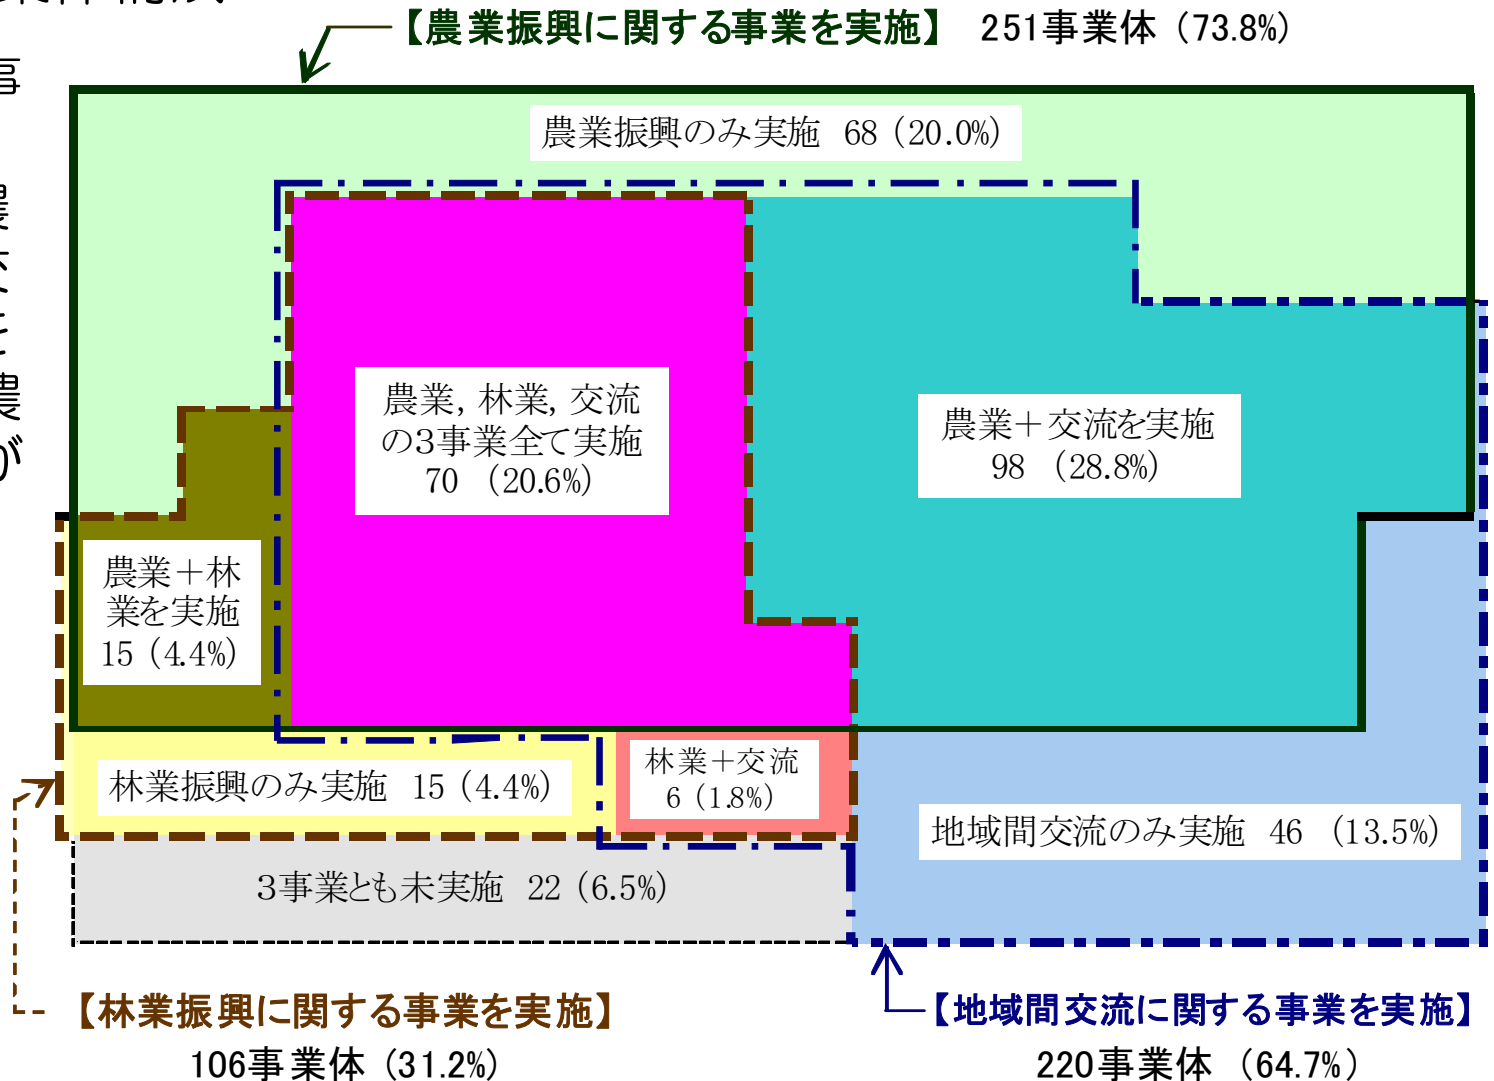 【農業振興に関する事業を実施】 251事業体（73.8%）
事
農業振興のみ実施 68（20.0%）
農
が
農業，林業，交流
の3事業全て実施
70 （20.6%）
農業＋交流を実施
98 （28.8%）
農業＋林
業を実施
15（4.4%）
林業振興のみ実施 15（4.4%）
林業＋交流
6（1.8%）
地域間交流のみ実施 46 （13.5%）
3事業とも未実施 22（6.5%）
【林業振興に関する事業を実施】
106事業体（31.2%）
【地域間交流に関する事業を実施】
220事業体 （64.7%）